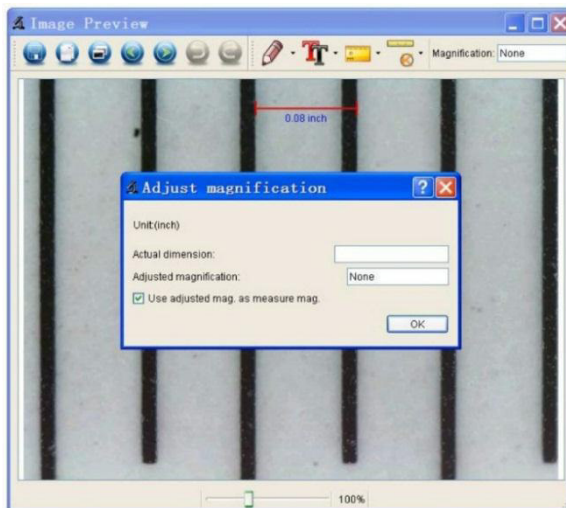 Image Preview
Magnification: None
0.08 inch
Adjust magnification
Unit:(inch)
Actual dimension:
Adjusted magnification: None
Use adjusted mag. as measure mag.
OK
100%